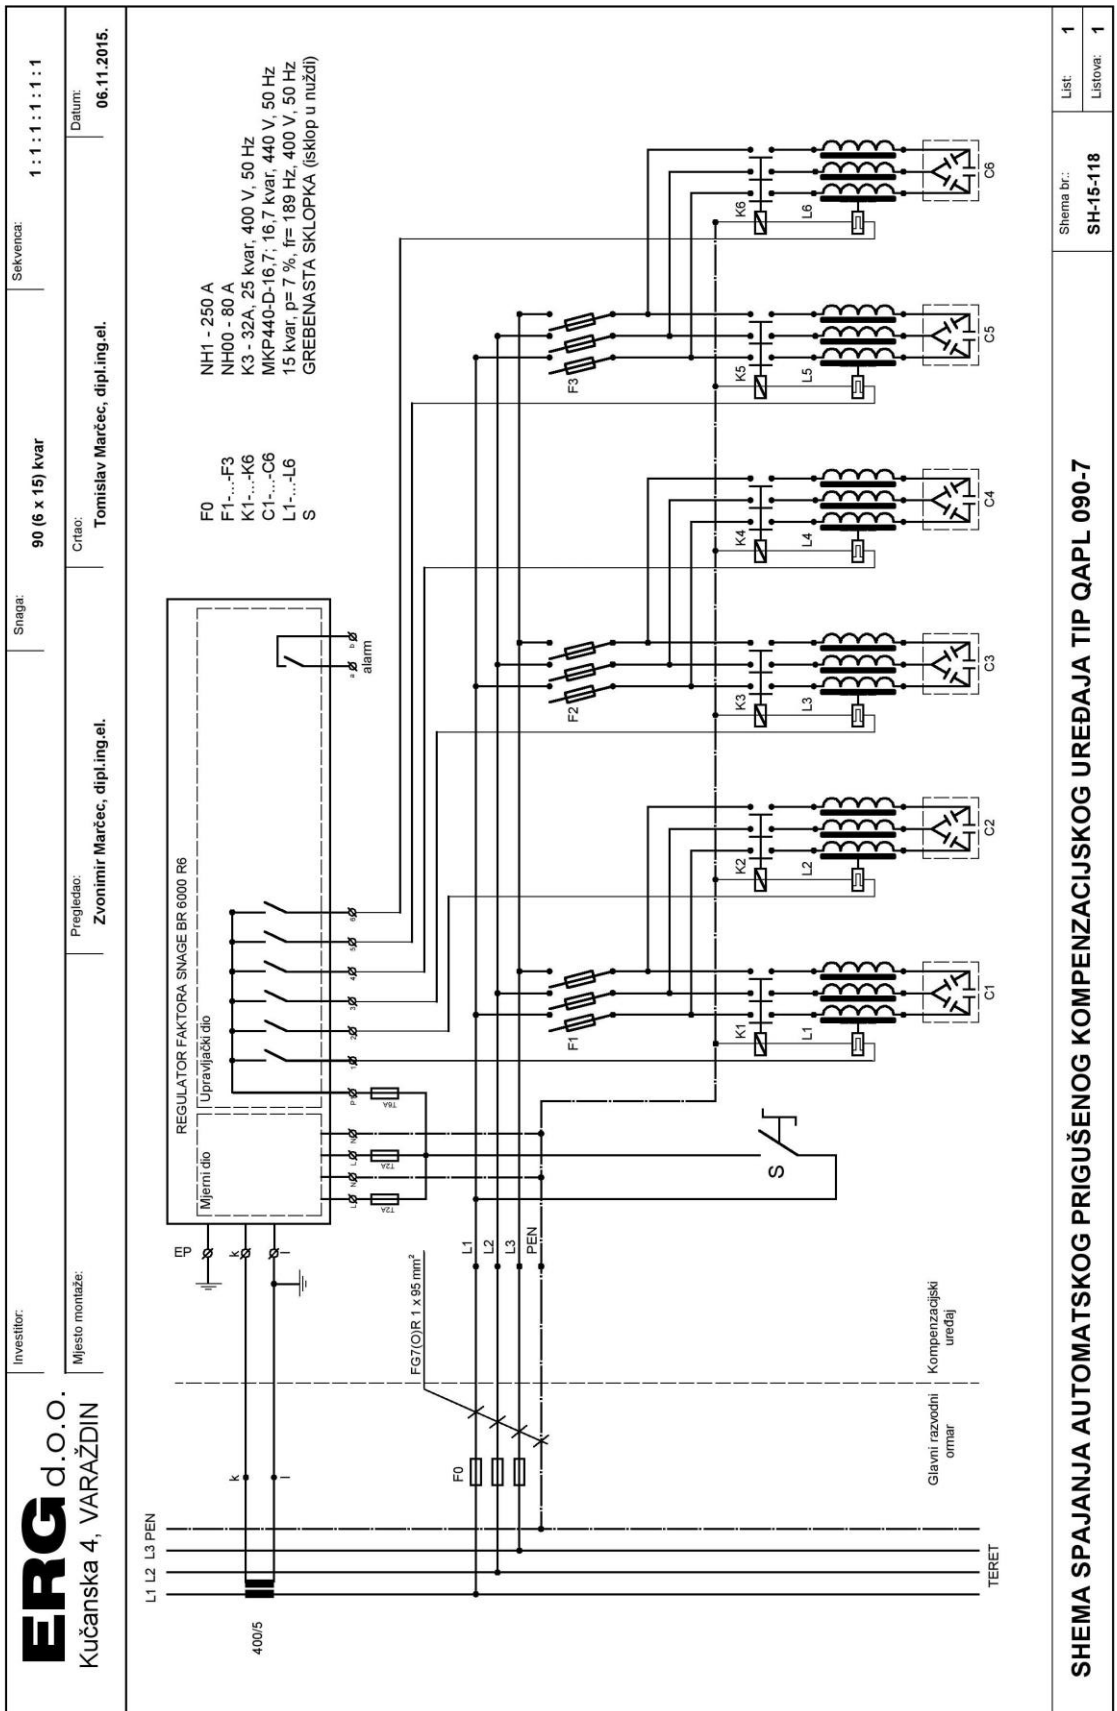 ERG d.o.o.
Kučanska 4, VARAŽDIN
Investitor:
Mjesto montaže:
Snaga:
90 (6 x 15) kvar
Sekvenca:
1 : 1 : 1 : 1 : 1 : 1
Pregledao:
Zvonimir Marčec, dipl.ing.el.
Crtao:
Tomislav Marčec, dipl.ing.el.
Datum:
06.11.2015.
REGULATOR FAKTORA SNAGE BR 6000 R6
Mjerni dio
Upravljački dio
EP
k
l
L
N
L
N
P
1
2
3
4
5
6
a
b
alarm
T2A
T2A
T6A
F0 NH1 - 250 A
F1-...-F3 NH00 - 80 A
K1-...-K6 K3 - 32A, 25 kvar, 400 V, 50 Hz
C1-...-C6 MKP440-D-16,7; 16,7 kvar, 440 V, 50 Hz
L1-...-L6 15 kvar, p= 7 %, fr= 189 Hz, 400 V, 50 Hz
S GREBENASTA SKLOPKA (isklop u nuždi)
L1 L2 L3 PEN
400/5
k
l
F0
FG7(O)R 1 x 95 mm²
L1
L2
L3
PEN
F1
F2
F3
S
K1
K2
K3
K4
K5
K6
L1
L2
L3
L4
L5
L6
C1
C2
C3
C4
C5
C6
TERET
Glavni razvodni
ormar
Kompenzacijski
uređaj
SHEMA SPAJANJA AUTOMATSKOG PRIGUŠENOG KOMPENZACIJSKOG UREĐAJA TIP QAPL 090-7
Shema br.:
SH-15-118
List: 1
Listova: 1